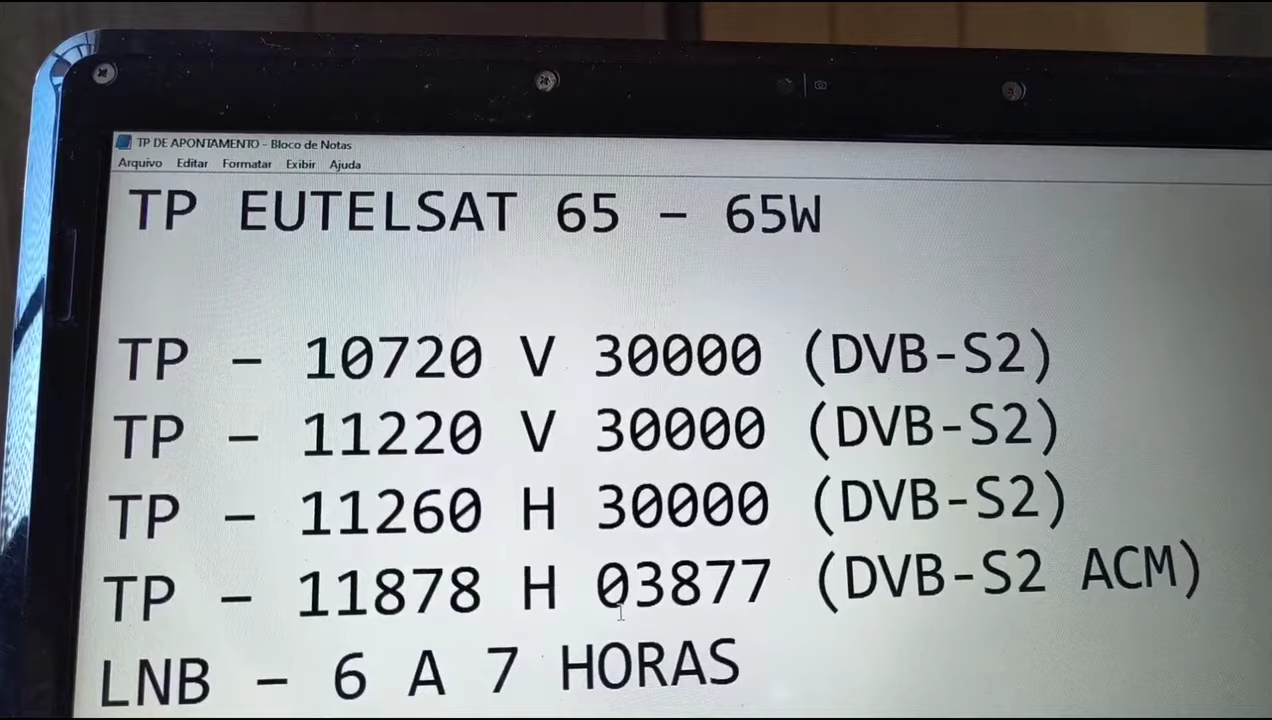 TP DE APONTAMENTO - Bloco de Notas
Arquivo Editar Formatar Exibir Ajuda
TP EUTELSAT 65 - 65W
TP - 10720 V 30000 (DVB-S2)
TP - 11220 V 30000 (DVB-S2)
TP - 11260 H 30000 (DVB-S2)
TP - 11878 H 03877 (DVB-S2 ACM)
LNB - 6 A 7 HORAS